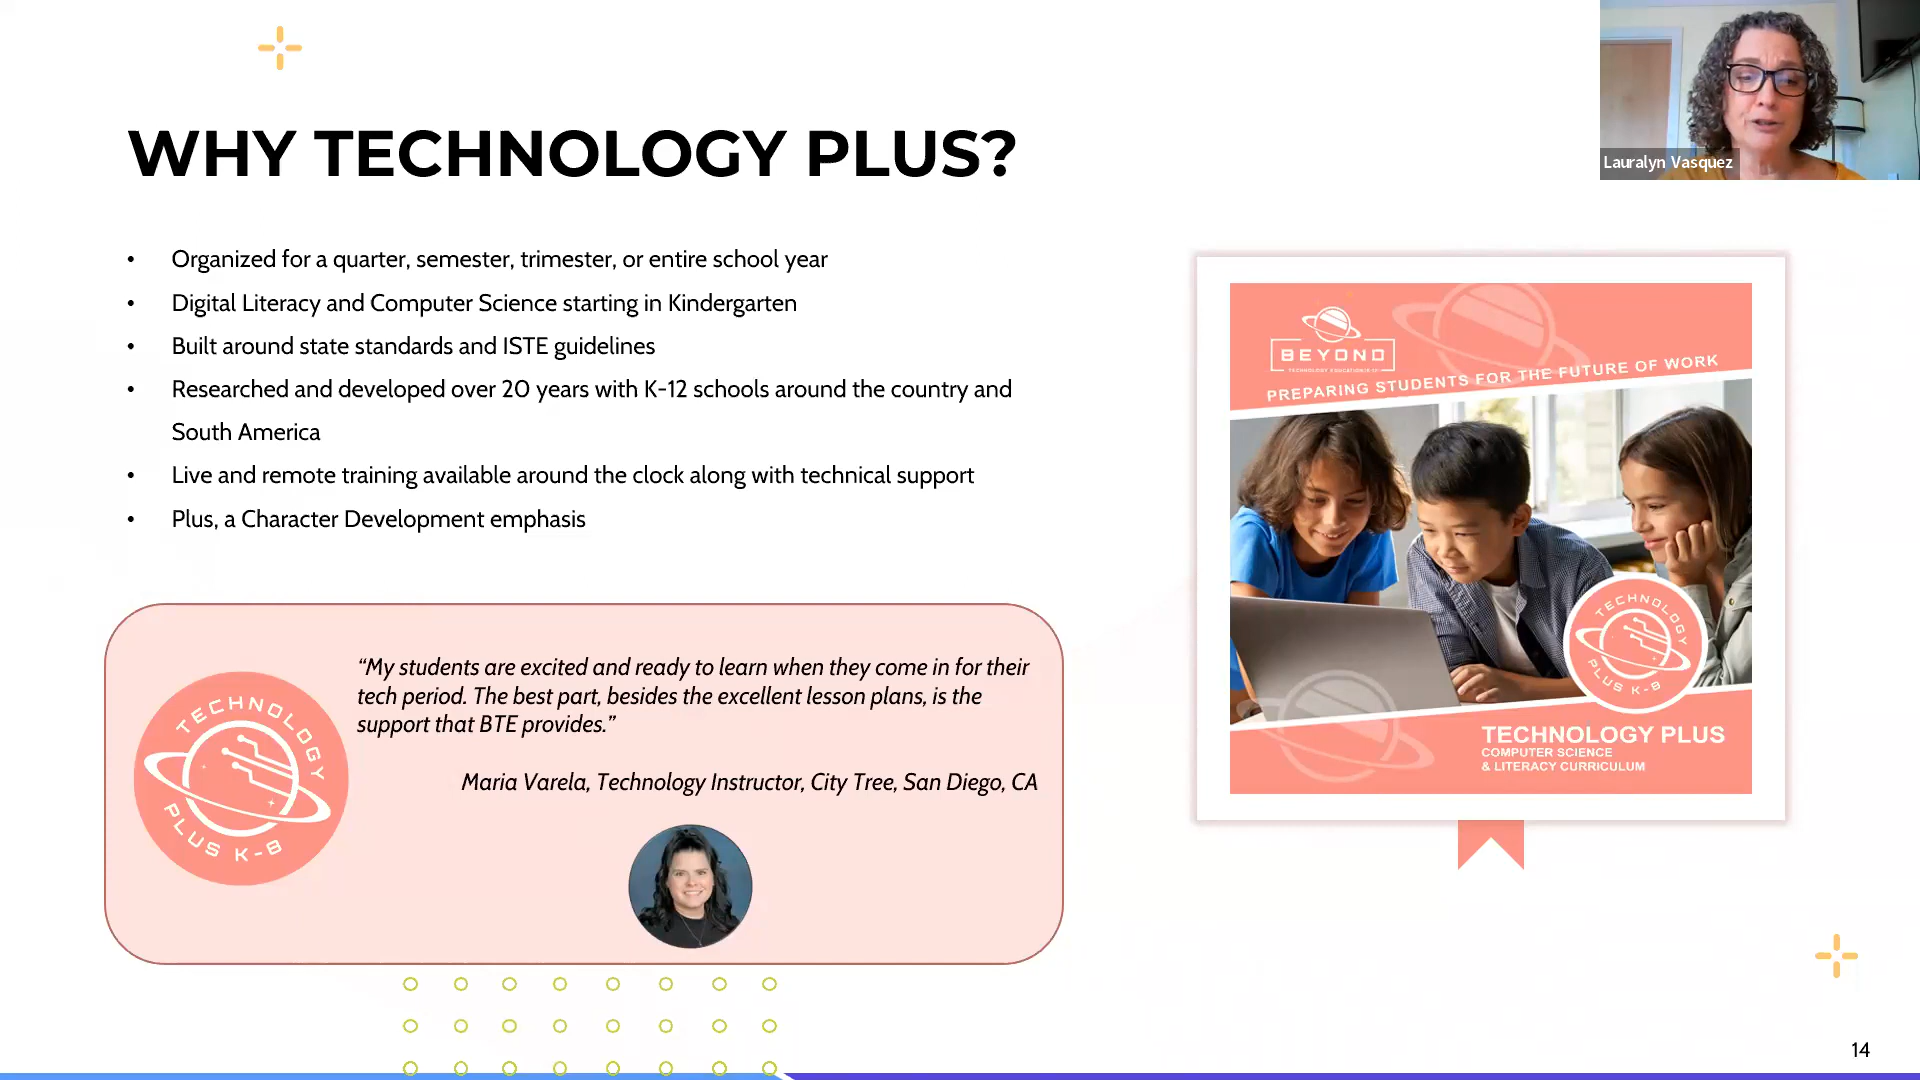 Lauralyn Vasquez
WHY TECHNOLOGY PLUS?
• Organized for a quarter, semester, trimester, or entire school year
• Digital Literacy and Computer Science starting in Kindergarten
• Built around state standards and ISTE guidelines
• Researched and developed over 20 years with K-12 schools around the country and
South America
• Live and remote training available around the clock along with technical support
• Plus, a Character Development emphasis
BEYOND
PREPARING STUDENTS FOR THE FUTURE OF WORK
TECHNOLOGY
PLUS K-8
TECHNOLOGY PLUS
COMPUTER SCIENCE
& LITERACY CURRICULUM
TECHNOLOGY
PLUS K-8
“My students are excited and ready to learn when they come in for their
tech period. The best part, besides the excellent lesson plans, is the
support that BTE provides.”
Maria Varela, Technology Instructor, City Tree, San Diego, CA
14